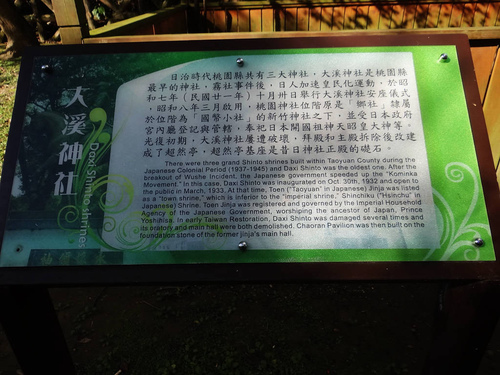 大溪神社
Daxi Shinto shrines
日治時代桃園縣共有三大神社，大溪神社是桃園縣
最早的神社，霧社事件後，日人加速皇民化運動，於昭
和七年（民國廿一年）十月卅日舉行大溪神社安座儀式
，昭和八年三月啟用，桃園神社位階原是「鄉社」隸屬
於位階為「國幣小社」的新竹神社之下，並受日本政府
宮內廳登記與管轄，奉祀日本開國祖神天昭皇大神等。
光復初期，大溪神社屢遭破壞，拜殿和主殿拆除後改建
成了超然亭，超然亭基座是昔日神社正殿的礎石。
There were three grand Shinto shrines built within Taoyuan County during the
Japanese Colonial Period (1937-1945) and Daxi Shinto was the oldest one. After the
breakout of Wushe Incident, the Japanese government speeded up the "Kominka
Movement." In this case, Daxi Shinto was inaugurated on Oct. 30th, 1932 and open to
the public in March, 1933. At that time, Toen ("Taoyuan" in Japanese) Jinja was listed
as a "town shrine," which is inferior to the "imperial shrine," Shinchiku ("Hsinchu" in
Japanese) Shrine. Toen Jinja was registered and governed by the Imperial Household
Agency of the Japanese Government, worshiping the ancestor of Japan, Prince
Yoshihira. In early Taiwan Restoration, Daxi Shinto was damaged several times and
its oratory and main hall were both demolished. Chaoran Pavilion was then built on the
foundation stone of the former jinja's main hall.